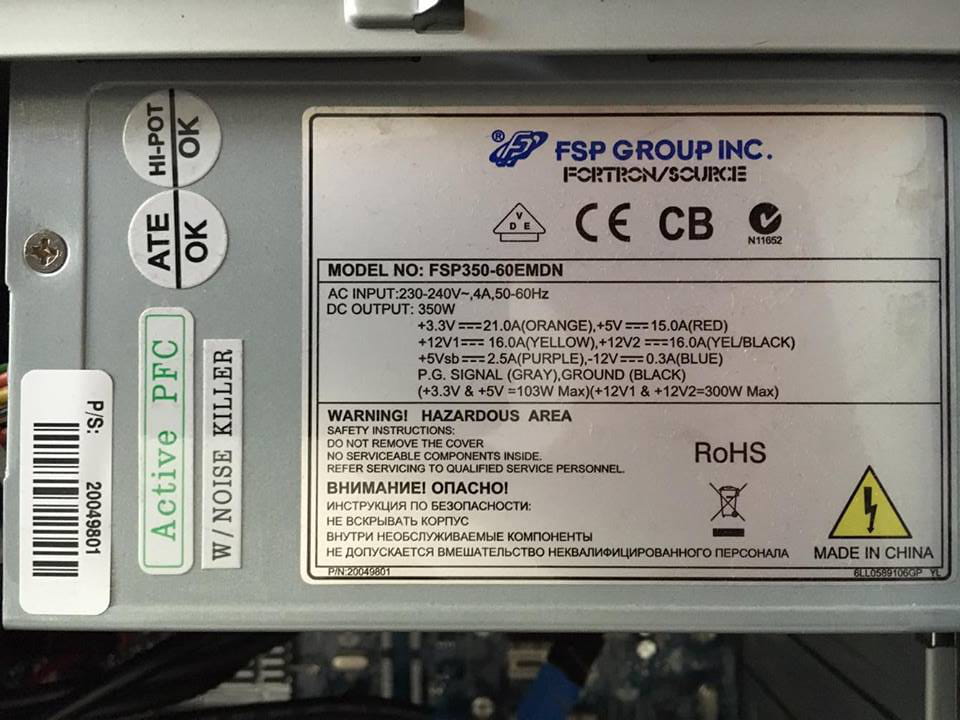 HI-POT
OK
ATE
OK
Active PFC
W/ NOISE KILLER
P/S: 20049801
® FSP GROUP INC.
FORTRON/SOURCE
V
D E
CE CB
N11652
MODEL NO: FSP350-60EMDN
AC INPUT:230-240V~,4A,50-60Hz
DC OUTPUT: 350W
+3.3V⎓21.0A(ORANGE),+5V⎓15.0A(RED)
+12V1⎓16.0A(YELLOW),+12V2⎓16.0A(YEL/BLACK)
+5Vsb⎓2.5A(PURPLE),-12V⎓0.3A(BLUE)
P.G. SIGNAL (GRAY),GROUND (BLACK)
(+3.3V & +5V =103W Max)(+12V1 & +12V2=300W Max)
WARNING! HAZARDOUS AREA
SAFETY INSTRUCTIONS:
DO NOT REMOVE THE COVER
NO SERVICEABLE COMPONENTS INSIDE.
REFER SERVICING TO QUALIFIED SERVICE PERSONNEL.
RoHS
ВНИМАНИЕ! ОПАСНО!
ИНСТРУКЦИЯ ПО БЕЗОПАСНОСТИ:
НЕ ВСКРЫВАТЬ КОРПУС
ВНУТРИ НЕОБСЛУЖИВАЕМЫЕ КОМПОНЕНТЫ
НЕ ДОПУСКАЕТСЯ ВМЕШАТЕЛЬСТВО НЕКВАЛИФИЦИРОВАННОГО ПЕРСОНАЛА
MADE IN CHINA
P/N:20049801
6LL0589106GP YL